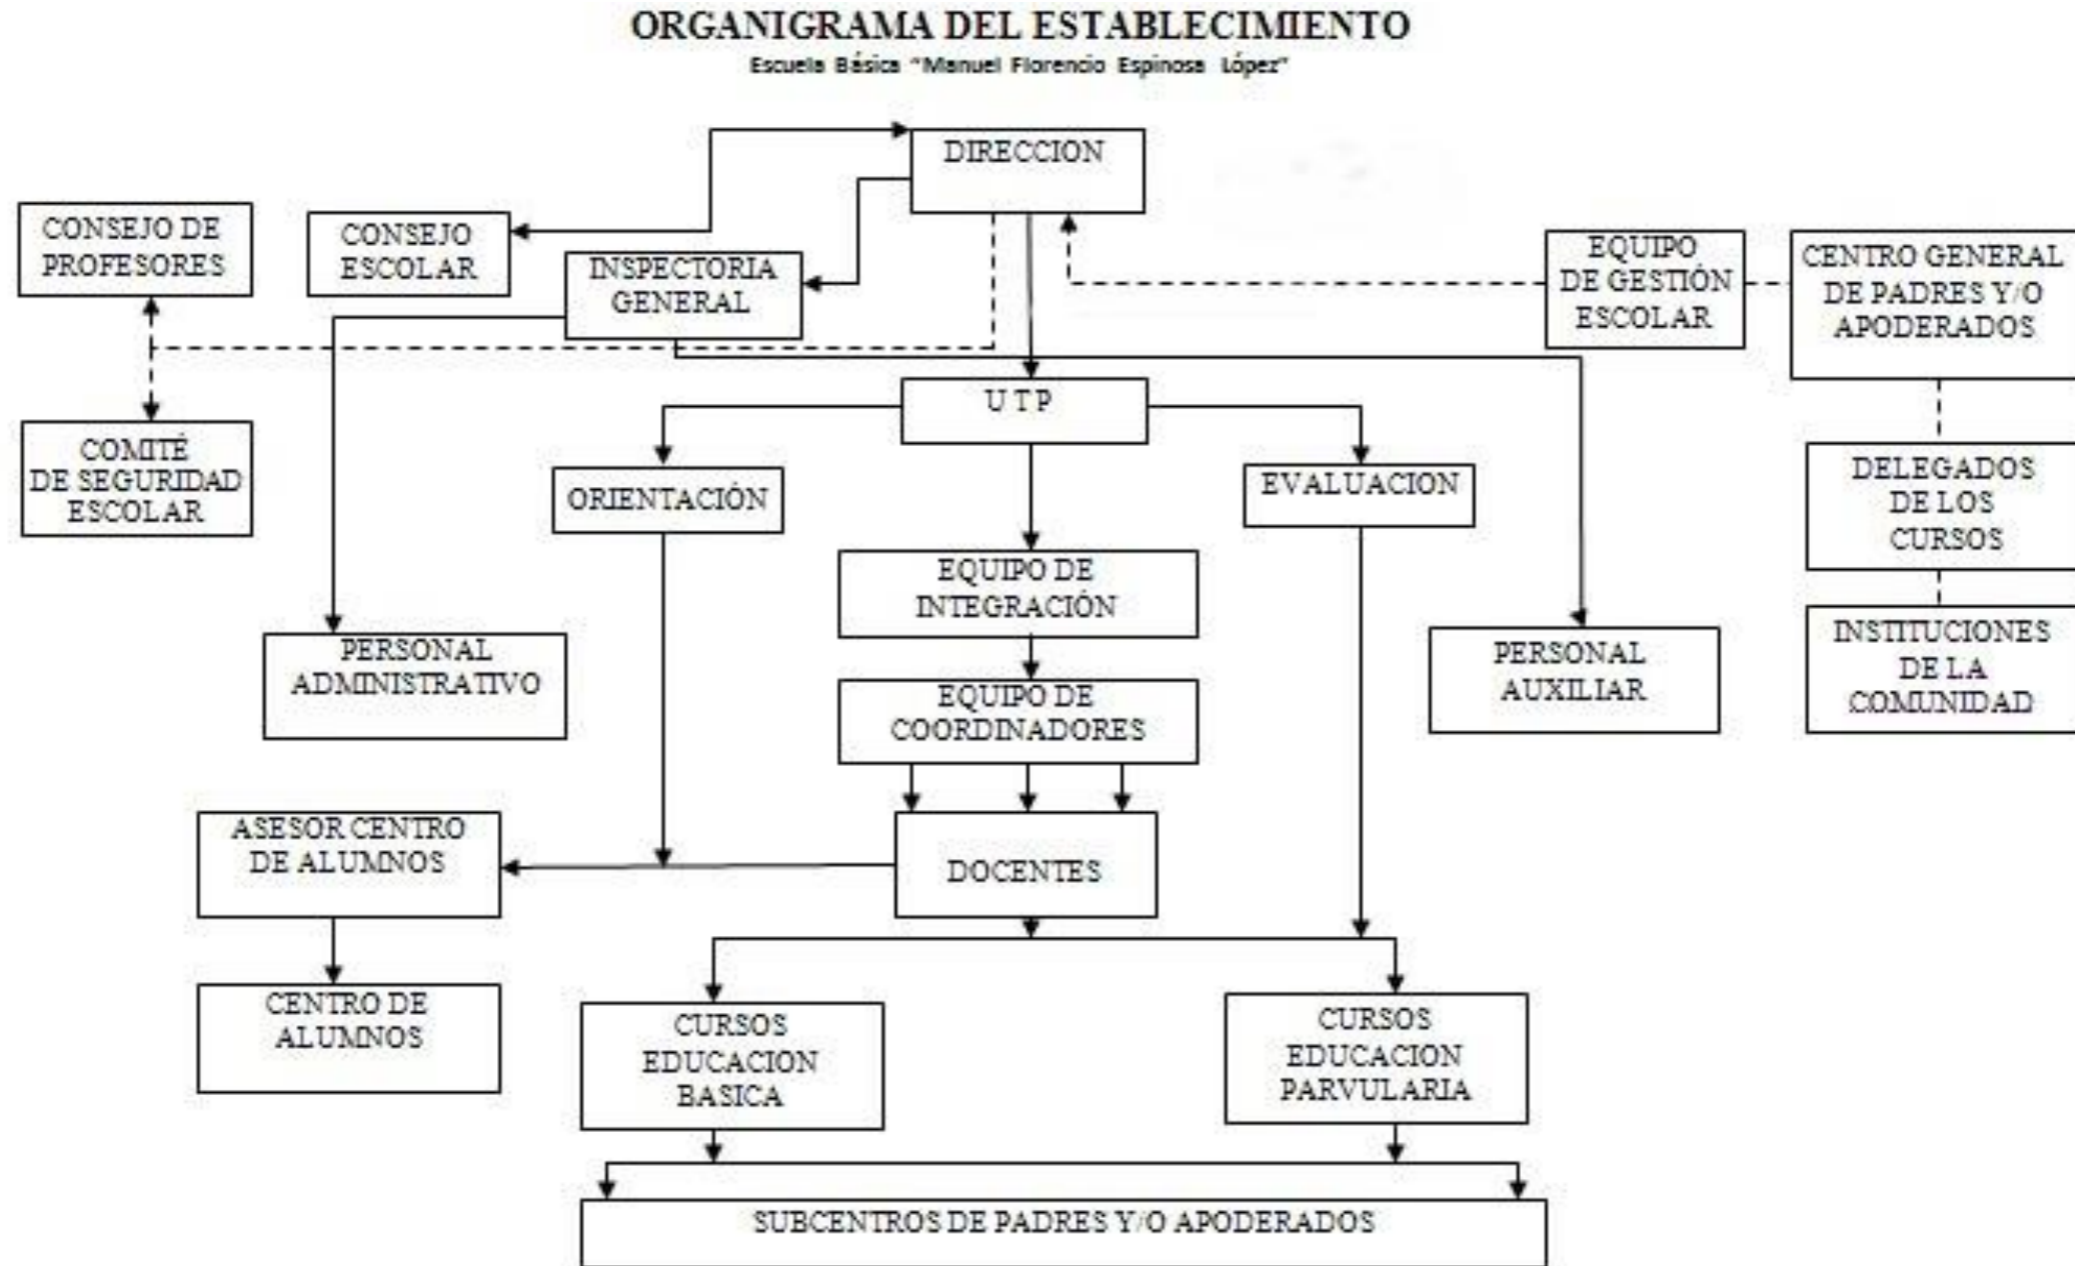 ORGANIGRAMA DEL ESTABLECIMIENTO
Escuela Básica "Manuel Florencio Espinosa López"
DIRECCION
CONSEJO DE
PROFESORES
CONSEJO
ESCOLAR
INSPECTORIA
GENERAL
EQUIPO
DE GESTIÓN
ESCOLAR
CENTRO GENERAL
DE PADRES Y/O
APODERADOS
U T P
COMITÉ
DE SEGURIDAD
ESCOLAR
ORIENTACIÓN
EVALUACION
DELEGADOS
DE LOS
CURSOS
EQUIPO DE
INTEGRACIÓN
PERSONAL
ADMINISTRATIVO
EQUIPO DE
COORDINADORES
PERSONAL
AUXILIAR
INSTITUCIONES
DE LA
COMUNIDAD
ASESOR CENTRO
DE ALUMNOS
DOCENTES
CENTRO DE
ALUMNOS
CURSOS
EDUCACION
BASICA
CURSOS
EDUCACION
PARVULARIA
SUBCENTROS DE PADRES Y/O APODERADOS